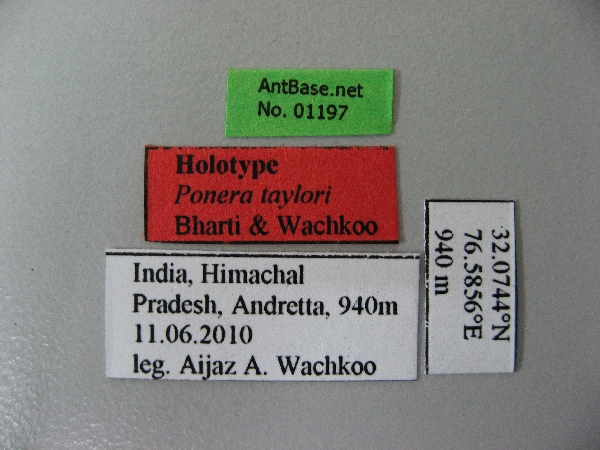 AntBase.net
No. 01197
Holotype
Ponera taylori
Bharti & Wachkoo
India, Himachal
Pradesh, Andretta, 940m
11.06.2010
leg. Aijaz A. Wachkoo
32.0744°N
76.5856°E
940 m